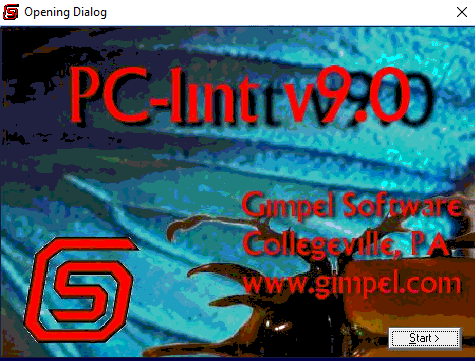 Opening Dialog
PC-lint v9.0
Gimpel Software
Collegeville, PA
www.gimpel.com
Start >